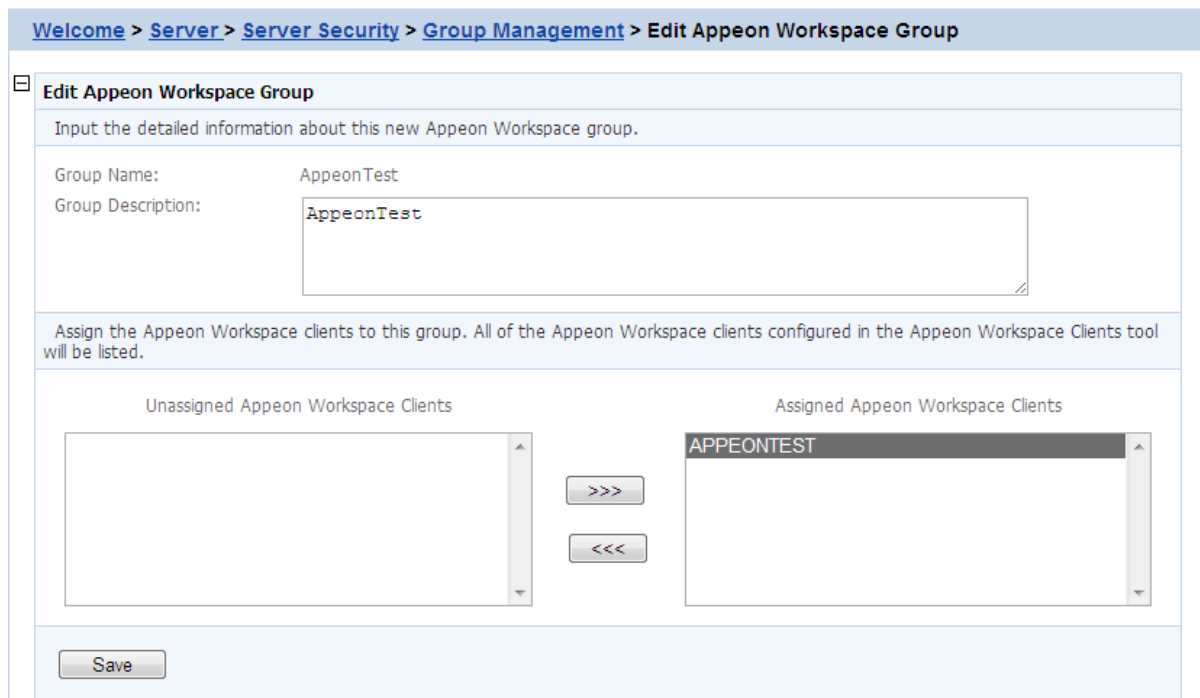 Welcome > Server > Server Security > Group Management > Edit Appeon Workspace Group
Edit Appeon Workspace Group
Input the detailed information about this new Appeon Workspace group.
Group Name: AppeonTest
Group Description: AppeonTest
Assign the Appeon Workspace clients to this group. All of the Appeon Workspace clients configured in the Appeon Workspace Clients tool
will be listed.
Unassigned Appeon Workspace Clients Assigned Appeon Workspace Clients
APPEONTEST
>>>
<<<
Save